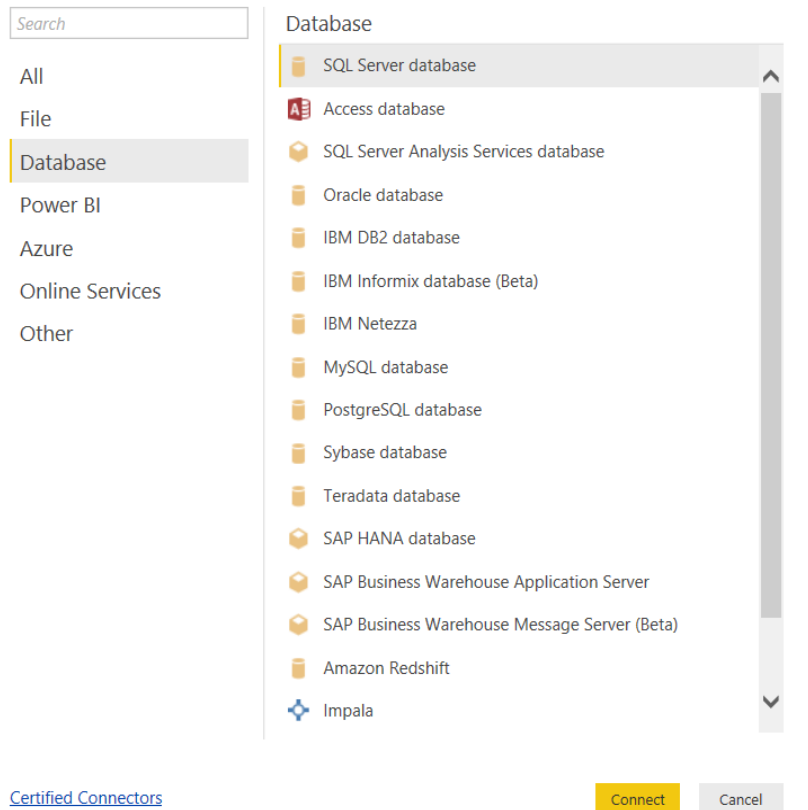 Search
All
File
Database
Power BI
Azure
Online Services
Other
Database
SQL Server database
Access database
SQL Server Analysis Services database
Oracle database
IBM DB2 database
IBM Informix database (Beta)
IBM Netezza
MySQL database
PostgreSQL database
Sybase database
Teradata database
SAP HANA database
SAP Business Warehouse Application Server
SAP Business Warehouse Message Server (Beta)
Amazon Redshift
Impala
Certified Connectors
Connect
Cancel